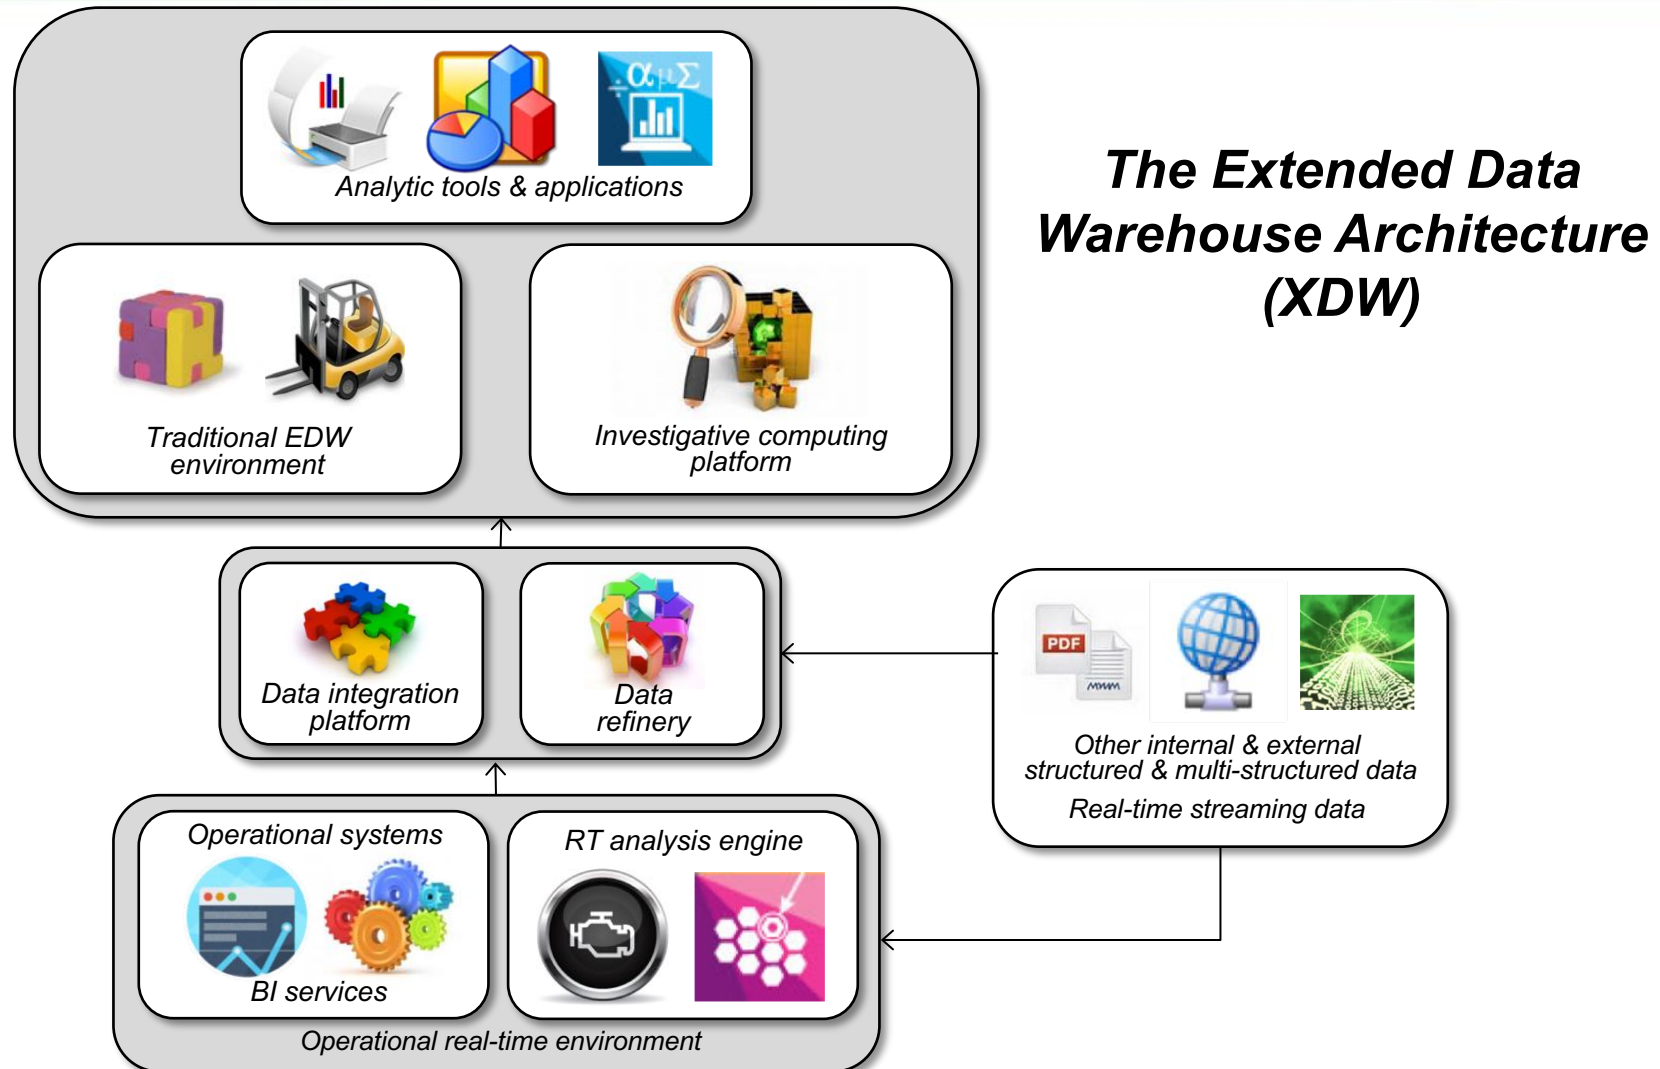 The Extended Data
Warehouse Architecture
(XDW)
÷αμΣ
Analytic tools & applications
Traditional EDW
environment
Investigative computing
platform
Data integration
platform
Data
refinery
PDF
Other internal & external
structured & multi-structured data
Real-time streaming data
Operational systems
BI services
RT analysis engine
Operational real-time environment